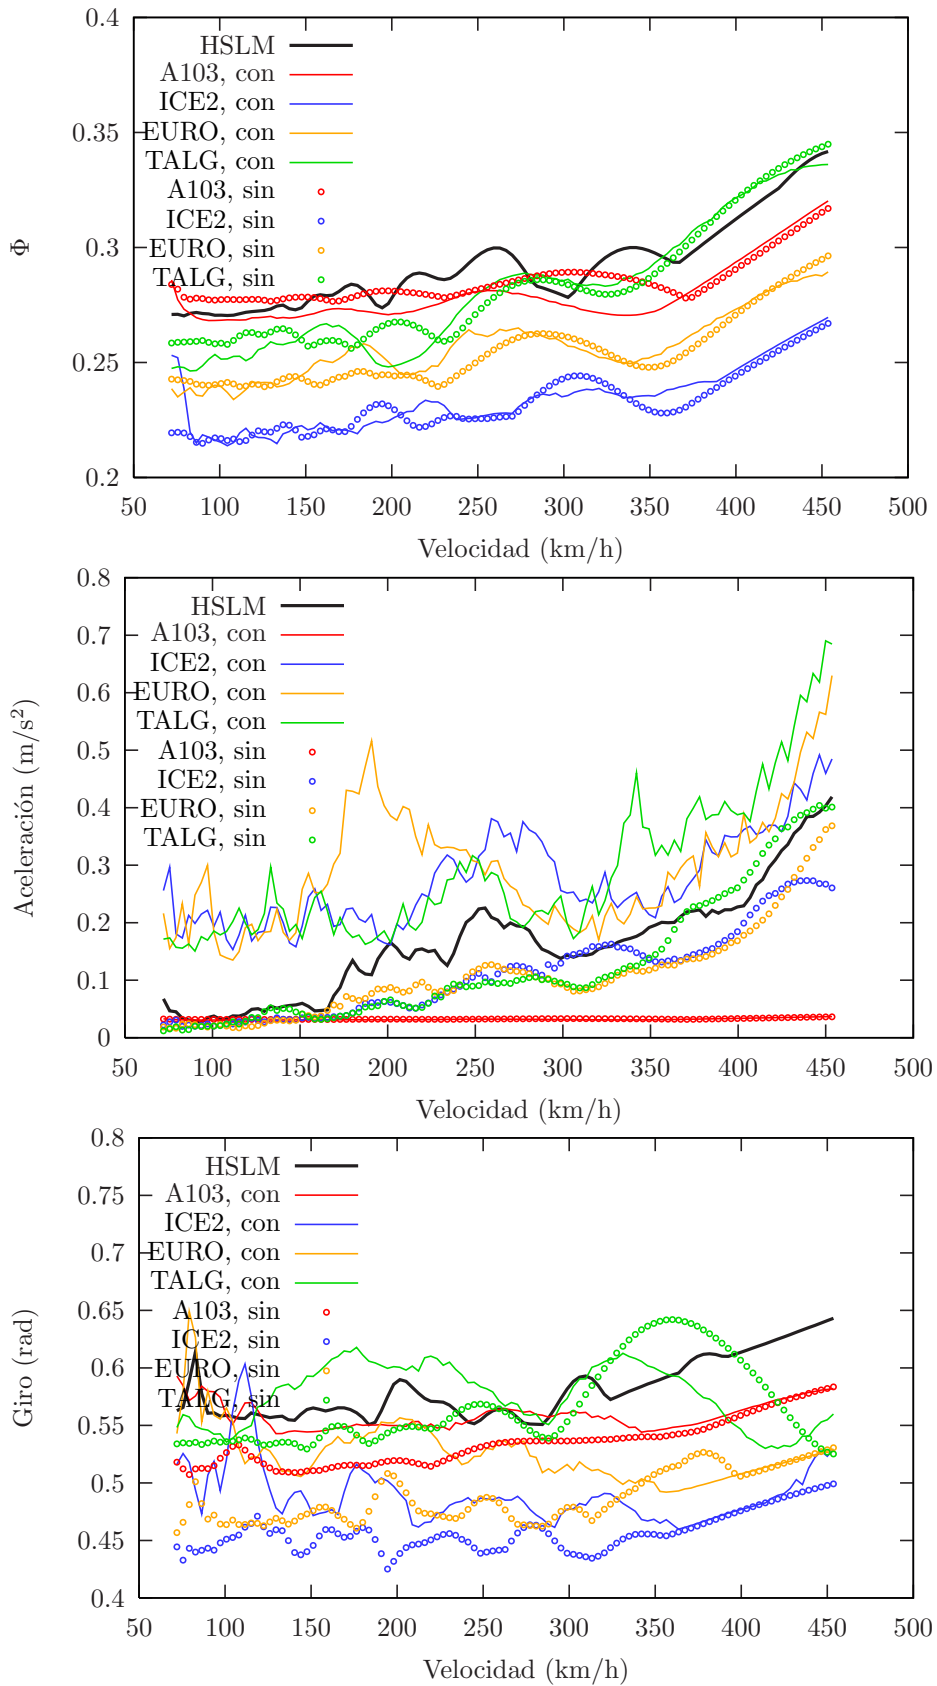 0.4
HSLM
A103, con
ICE2, con
0.35
EURO, con
TALG, con
A103, sin
ICE2, sin
0.3
EURO, sin
TALG, sin
Φ
0.25
0.2
50 100 150 200 250 300 350 400 450 500
Velocidad (km/h)
0.8
HSLM
0.7
A103, con
ICE2, con
0.6
EURO, con
TALG, con
0.5
A103, sin
ICE2, sin
0.4
EURO, sin
TALG, sin
Aceleración (m/s²)
0.3
0.2
0.1
0
50 100 150 200 250 300 350 400 450 500
Velocidad (km/h)
0.8
HSLM
0.75
A103, con
ICE2, con
0.7
EURO, con
TALG, con
0.65
A103, sin
ICE2, sin
0.6
EURO, sin
TALG, sin
Giro (rad)
0.55
0.5
0.45
0.4
50 100 150 200 250 300 350 400 450 500
Velocidad (km/h)